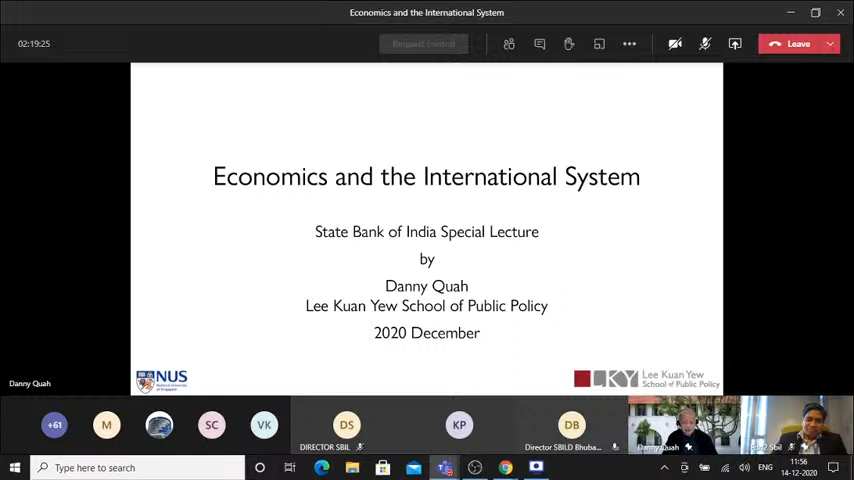 Economics and the International System
02:19:25
Request control
Leave
Economics and the International System
State Bank of India Special Lecture
by
Danny Quah
Lee Kuan Yew School of Public Policy
2020 December
NUS
National University
of Singapore
LKY
Lee Kuan Yew
School of Public Policy
Danny Quah
+61
M
SC
VK
DS
KP
DB
DIRECTOR SBIL
Director SBILD Bhuba...
Danny Quah
Sbil
Type here to search
ENG
11:56
14-12-2020